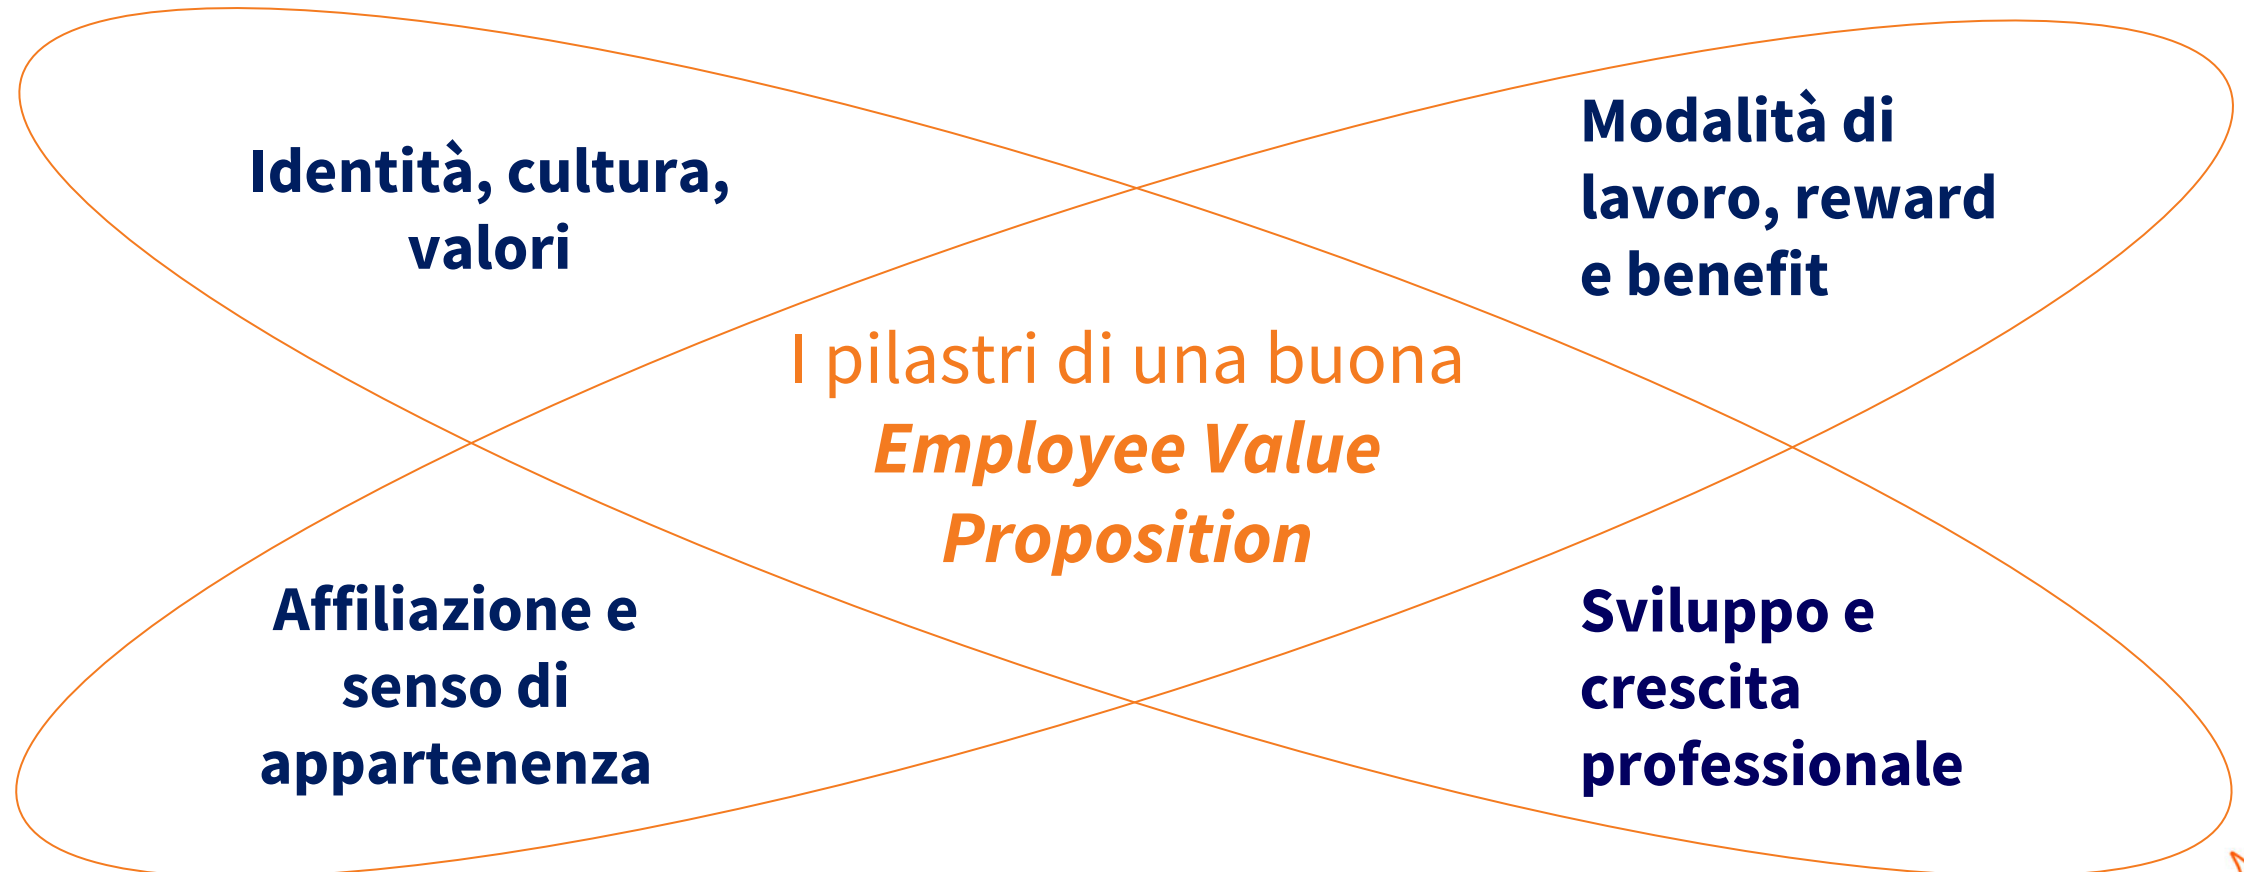 Identità, cultura,
valori
Modalità di
lavoro, reward
e benefit
I pilastri di una buona
Employee Value
Proposition
Affiliazione e
senso di
appartenenza
Sviluppo e
crescita
professionale